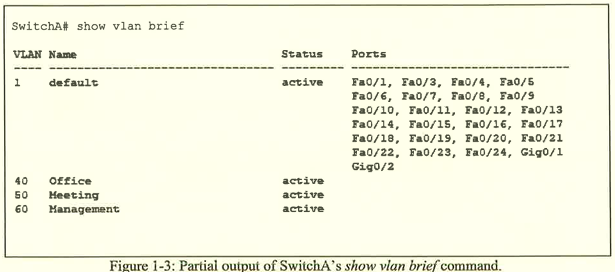 SwitchA# show vlan brief
VLAN Name Status Ports
---- -------------------------------- --------- -------------------------------
1 default active Fa0/1, Fa0/3, Fa0/4, Fa0/5
Fa0/6, Fa0/7, Fa0/8, Fa0/9
Fa0/10, Fa0/11, Fa0/12, Fa0/13
Fa0/14, Fa0/15, Fa0/16, Fa0/17
Fa0/18, Fa0/19, Fa0/20, Fa0/21
Fa0/22, Fa0/23, Fa0/24, Gig0/1
Gig0/2
40 Office active
50 Meeting active
60 Management active
Figure 1-3: Partial output of SwitchA's show vlan brief command.